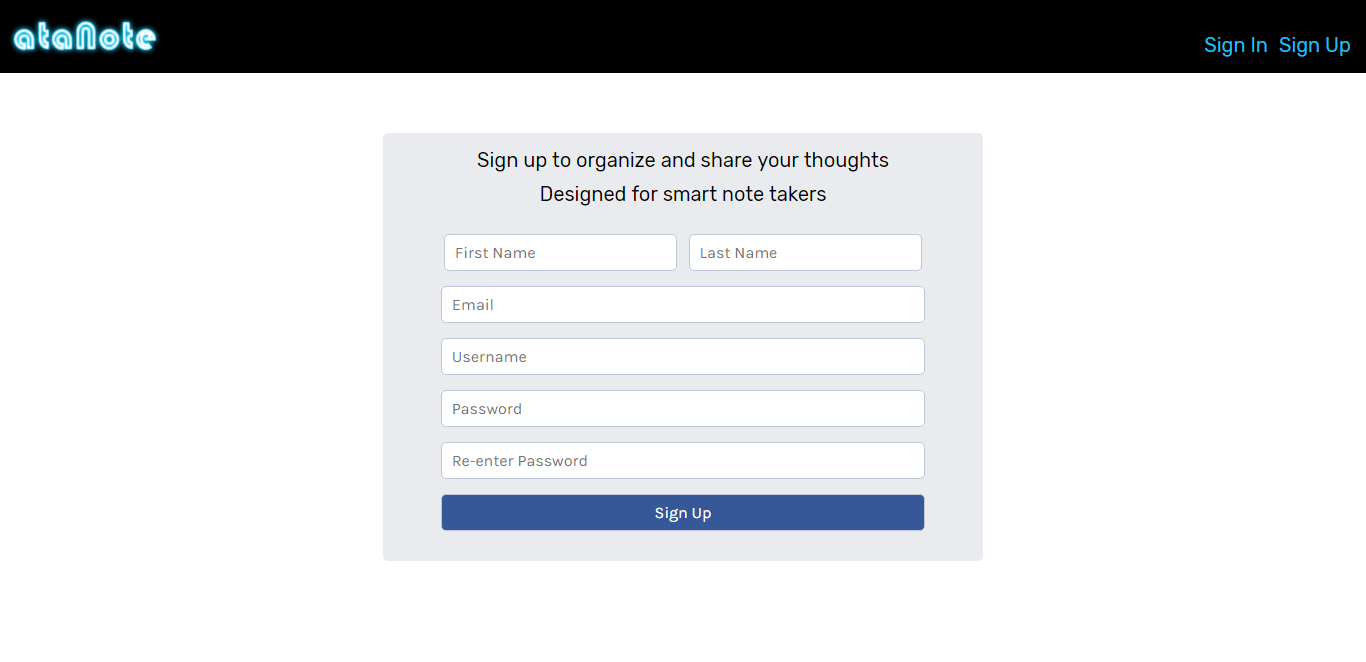 ataNote
Sign In Sign Up
Sign up to organize and share your thoughts
Designed for smart note takers
First Name Last Name
Email
Username
Password
Re-enter Password
Sign Up